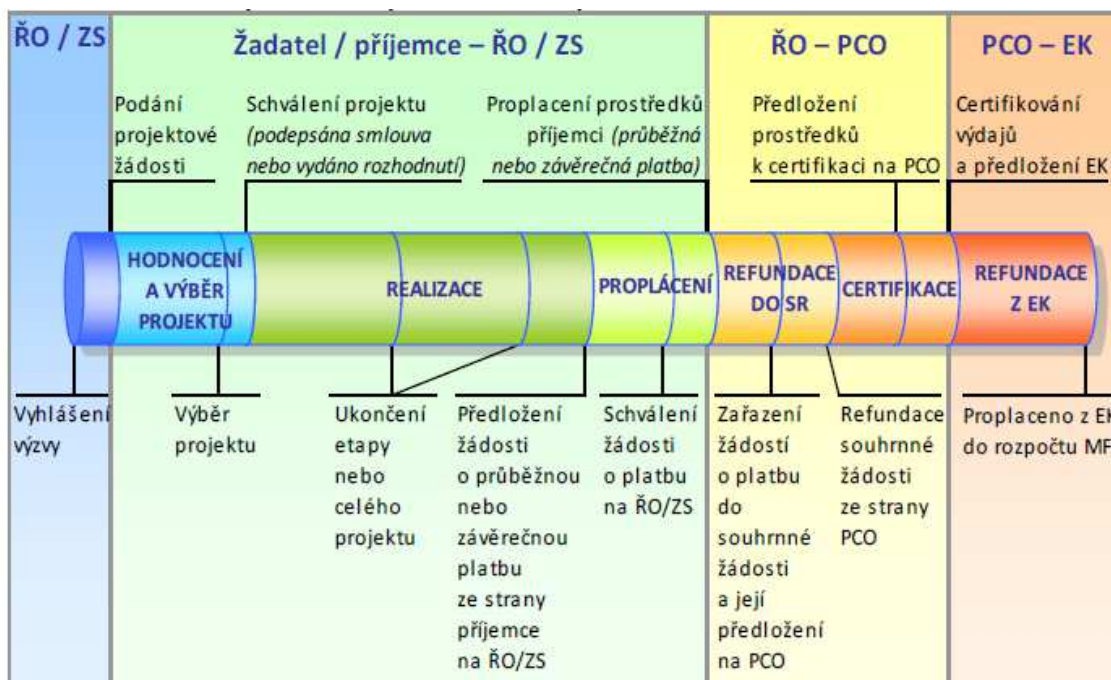 ŘO / ZS
Žadatel / příjemce – ŘO / ZS
ŘO – PCO
PCO – EK
Podání
projektové
žádosti
Schválení projektu
(podepsána smlouva
nebo vydáno rozhodnutí)
Proplacení prostředků
příjemci (průběžná
nebo závěrečná platba)
Předložení
prostředků
k certifikaci na PCO
Certifikování
výdajů
a předložení EK
HODNOCENÍ
A VÝBĚR
PROJEKTU
REALIZACE
PROPLÁCENÍ
REFUNDACE
DO SR
CERTIFIKACE
REFUNDACE
Z EK
Vyhlášení
výzvy
Výběr
projektu
Ukončení
etapy
nebo
celého
projektu
Předložení
žádosti
o průběžnou
nebo
závěrečnou
platbu
ze strany
příjemce
na ŘO/ZS
Schválení
žádosti
o platbu
na ŘO/ZS
Zařazení
žádostí
o platbu
do
souhrnné
žádosti
a její
předložení
na PCO
Refundace
souhrnné
žádosti
ze strany
PCO
Proplaceno z EK
do rozpočtu MF